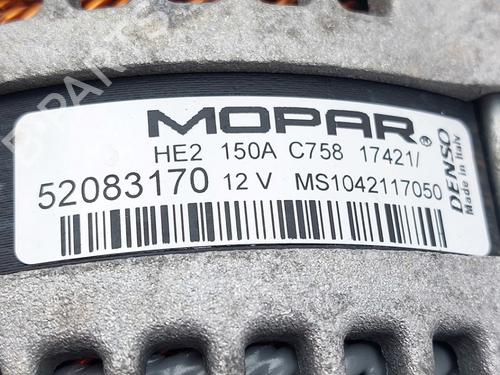 MOPAR®
HE2 150A C758 17421/
52083170 12 V MS1042117050
DENSO
Made in Italy